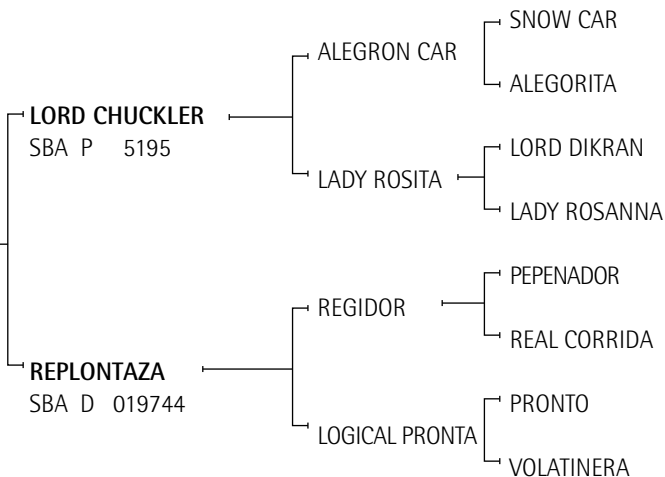 SNOW CAR
ALEGRON CAR
ALEGORITA
LORD CHUCKLER
SBA P 5195
LORD DIKRAN
LADY ROSITA
LADY ROSANNA
PEPENADOR
REGIDOR
REAL CORRIDA
REPLONTAZA
SBA D 019744
PRONTO
LOGICAL PRONTA
VOLATINERA